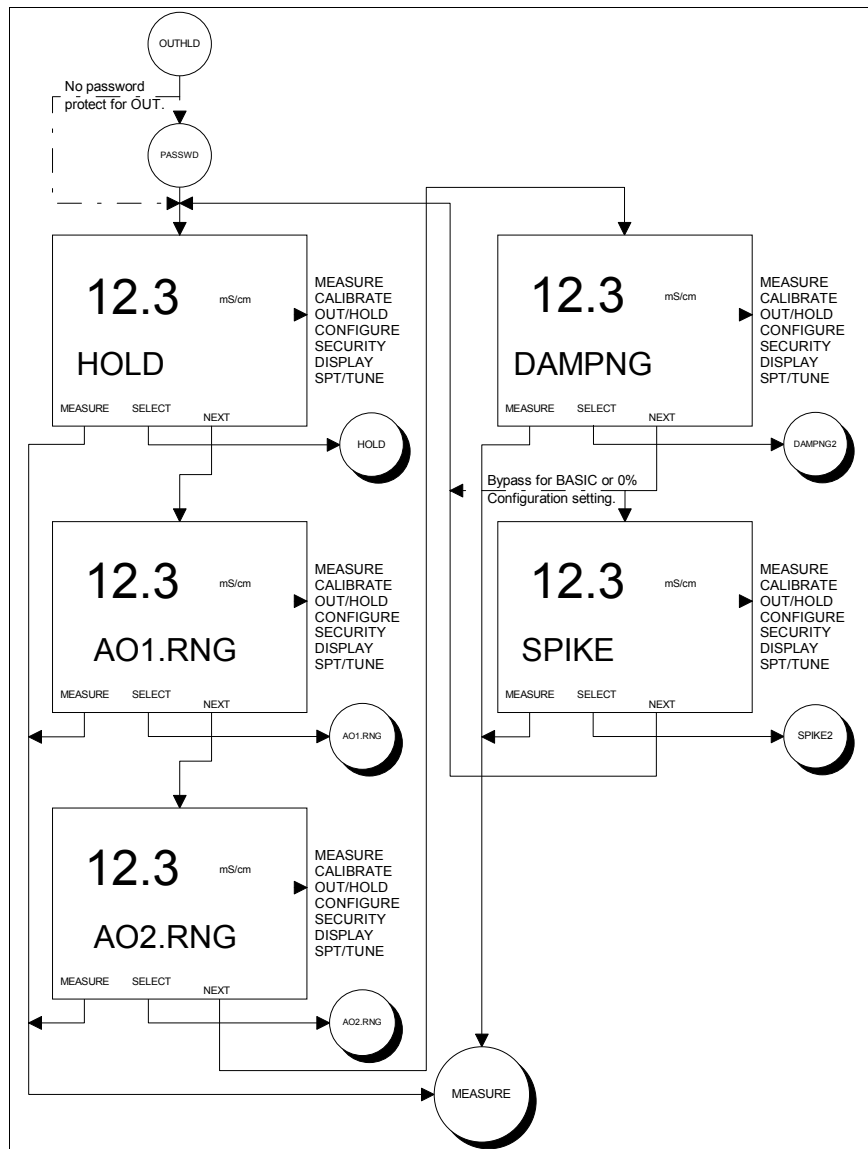 OUTHLD
No password
protect for OUT.
PASSWD
12.3 mS/cm
HOLD
MEASURE SELECT NEXT
MEASURE
CALIBRATE
OUT/HOLD
CONFIGURE
SECURITY
DISPLAY
SPT/TUNE
HOLD
12.3 mS/cm
AO1.RNG
MEASURE SELECT NEXT
MEASURE
CALIBRATE
OUT/HOLD
CONFIGURE
SECURITY
DISPLAY
SPT/TUNE
AO1.RNG
12.3 mS/cm
AO2.RNG
MEASURE SELECT NEXT
MEASURE
CALIBRATE
OUT/HOLD
CONFIGURE
SECURITY
DISPLAY
SPT/TUNE
AO2.RNG
12.3 mS/cm
DAMPNG
MEASURE SELECT NEXT
MEASURE
CALIBRATE
OUT/HOLD
CONFIGURE
SECURITY
DISPLAY
SPT/TUNE
DAMPNG2
Bypass for BASIC or 0%
Configuration setting.
12.3 mS/cm
SPIKE
MEASURE SELECT NEXT
MEASURE
CALIBRATE
OUT/HOLD
CONFIGURE
SECURITY
DISPLAY
SPT/TUNE
SPIKE2
MEASURE